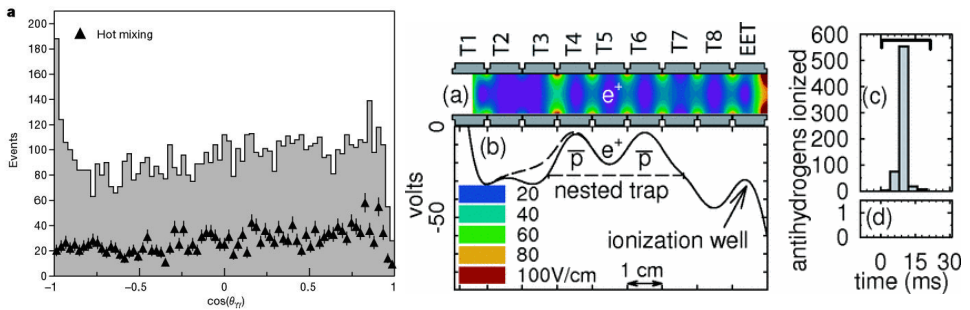 a
Hot mixing
200
180
160
140
120
100
80
60
40
20
0
Events
−1
−0.5
0
0.5
1
cos(θγγ)
T1 T2 T3 T4 T5 T6 T7 T8 EET
(a)
e+
0
-50
volts
(b)
p̅ e+ p̅
nested trap
20
40
60
80
100V/cm
ionization well
1 cm
600
500
400
300
200
100
0
(c)
1
0
(d)
antihydrogens ionized
0 15 30
time (ms)